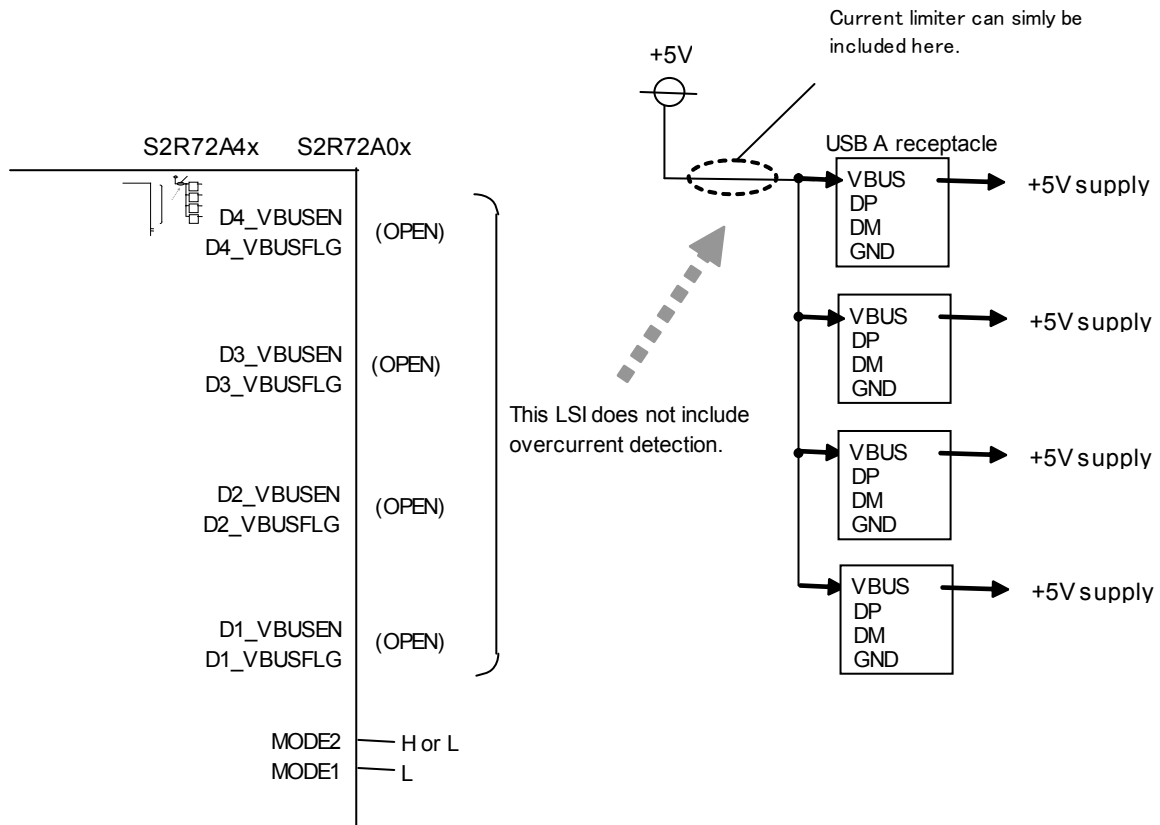 Current limiter can simly be
included here.
+5V
S2R72A4x S2R72A0x
USB A receptacle
VBUS
DP
DM
GND
+5V supply
D4_VBUSEN
D4_VBUSFLG
(OPEN)
VBUS
DP
DM
GND
+5V supply
D3_VBUSEN
D3_VBUSFLG
(OPEN)
This LSI does not include
overcurrent detection.
VBUS
DP
DM
GND
+5V supply
D2_VBUSEN
D2_VBUSFLG
(OPEN)
VBUS
DP
DM
GND
+5V supply
D1_VBUSEN
D1_VBUSFLG
(OPEN)
MODE2 H or L
MODE1 L